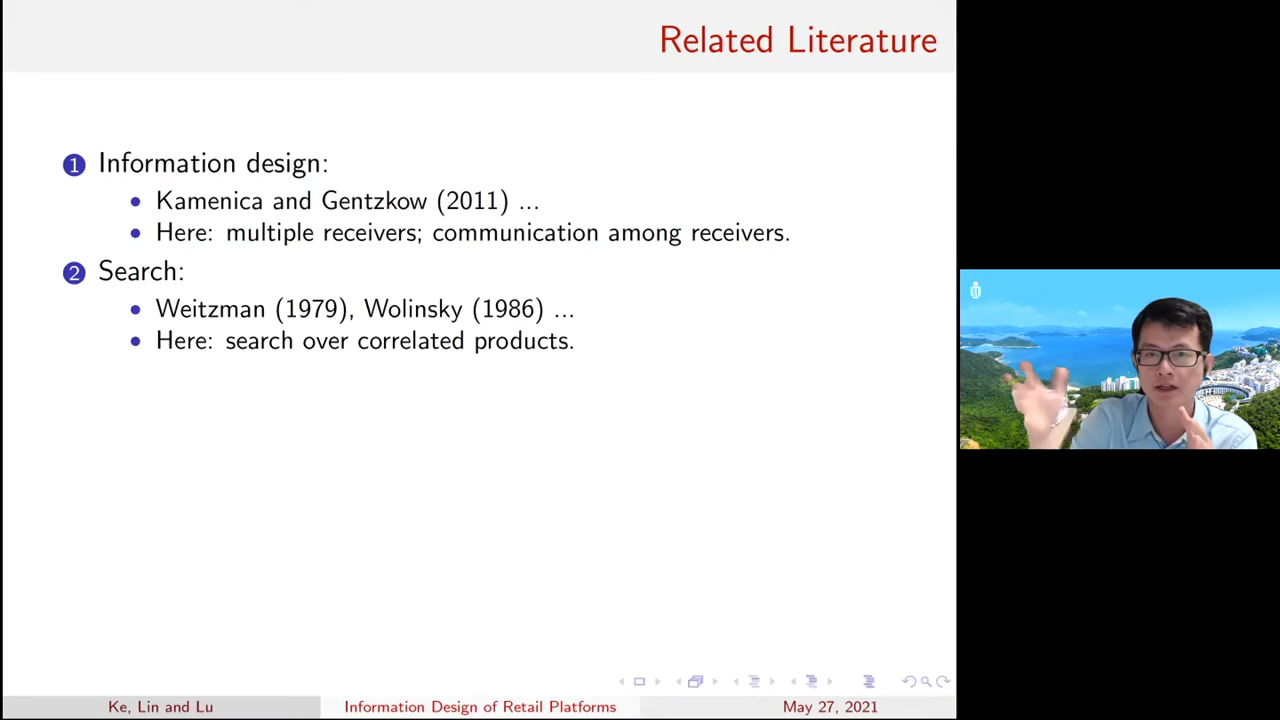 Related Literature
1 Information design:
• Kamenica and Gentzkow (2011) ...
• Here: multiple receivers; communication among receivers.
2 Search:
• Weitzman (1979), Wolinsky (1986) ...
• Here: search over correlated products.
Ke, Lin and Lu Information Design of Retail Platforms May 27, 2021